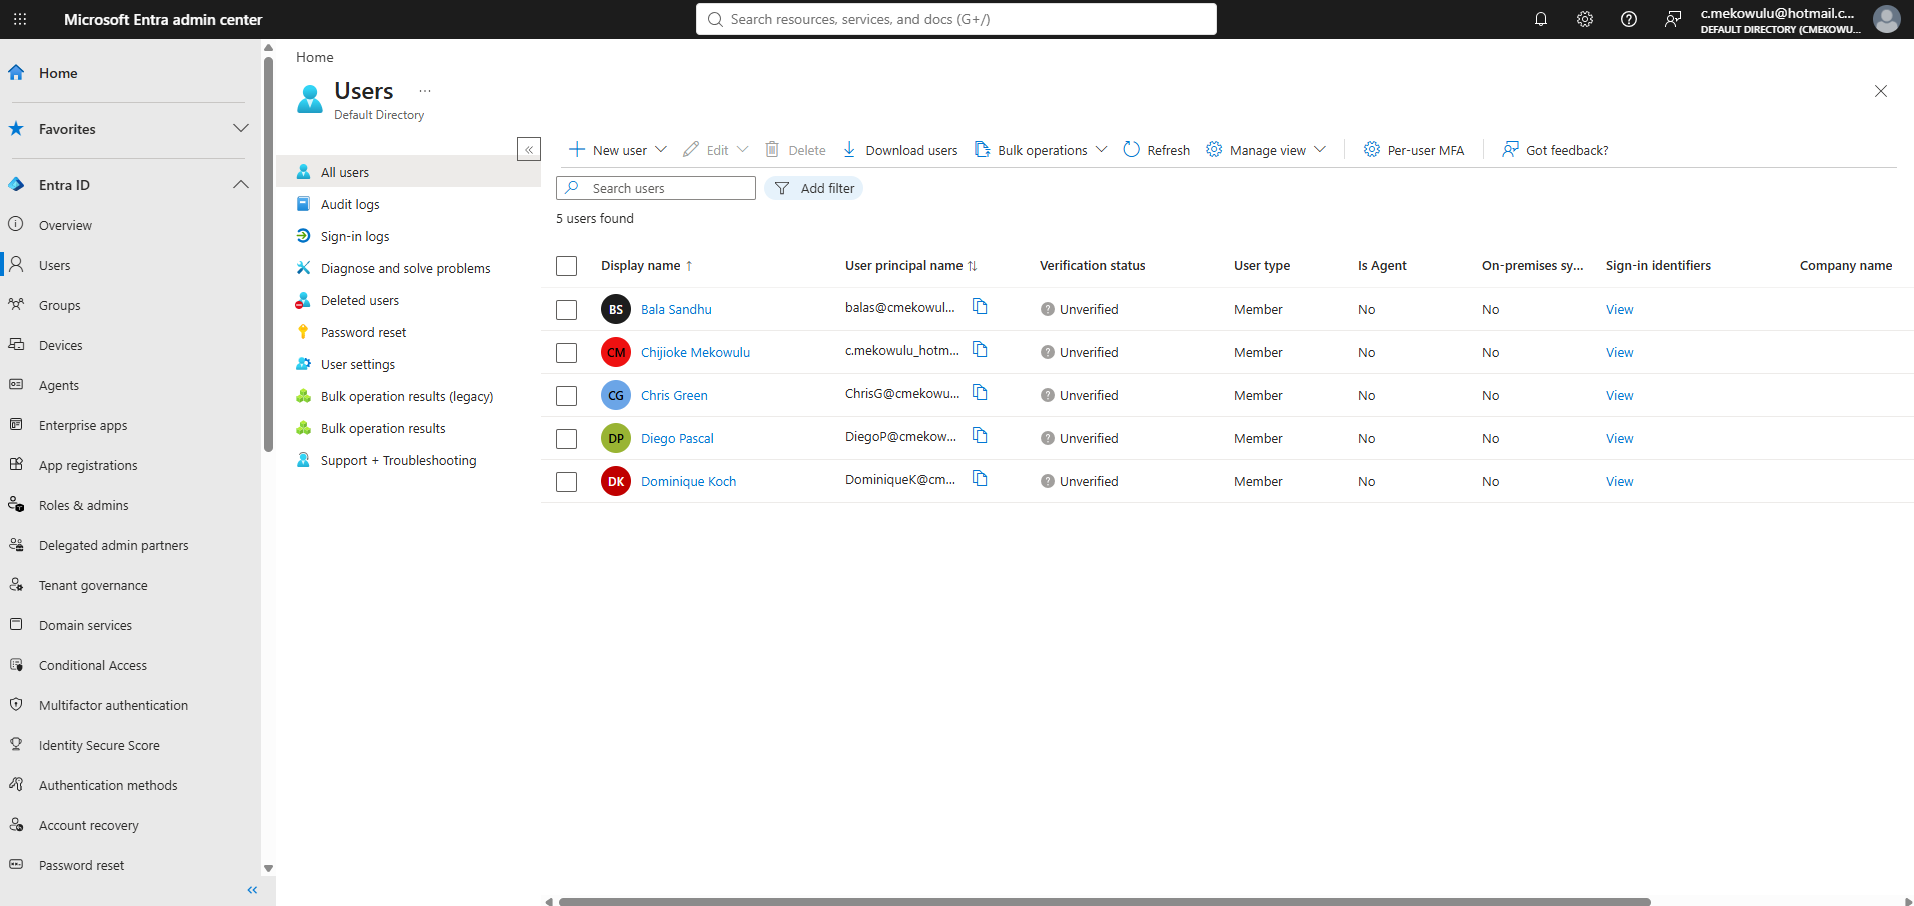 Microsoft Entra admin center
Search resources, services, and docs (G+/)
c.mekowulu@hotmail.c...
DEFAULT DIRECTORY (CMEKOWU...
Home
Favorites
Entra ID
Overview
Users
Groups
Devices
Agents
Enterprise apps
App registrations
Roles & admins
Delegated admin partners
Tenant governance
Domain services
Conditional Access
Multifactor authentication
Identity Secure Score
Authentication methods
Account recovery
Password reset
Home
Users ...
Default Directory
All users
Audit logs
Sign-in logs
Diagnose and solve problems
Deleted users
Password reset
User settings
Bulk operation results (legacy)
Bulk operation results
Support + Troubleshooting
New user Edit Delete Download users Bulk operations Refresh Manage view Per-user MFA Got feedback?
Search users Add filter
5 users found
Display name ↑ User principal name ↑↓ Verification status User type Is Agent On-premises sy... Sign-in identifiers Company name
BS Bala Sandhu balas@cmekowul... Unverified Member No No View
CM Chijioke Mekowulu c.mekowulu_hotm... Unverified Member No No View
CG Chris Green ChrisG@cmekowu... Unverified Member No No View
DP Diego Pascal DiegoP@cmekow... Unverified Member No No View
DK Dominique Koch DominiqueK@cm... Unverified Member No No View